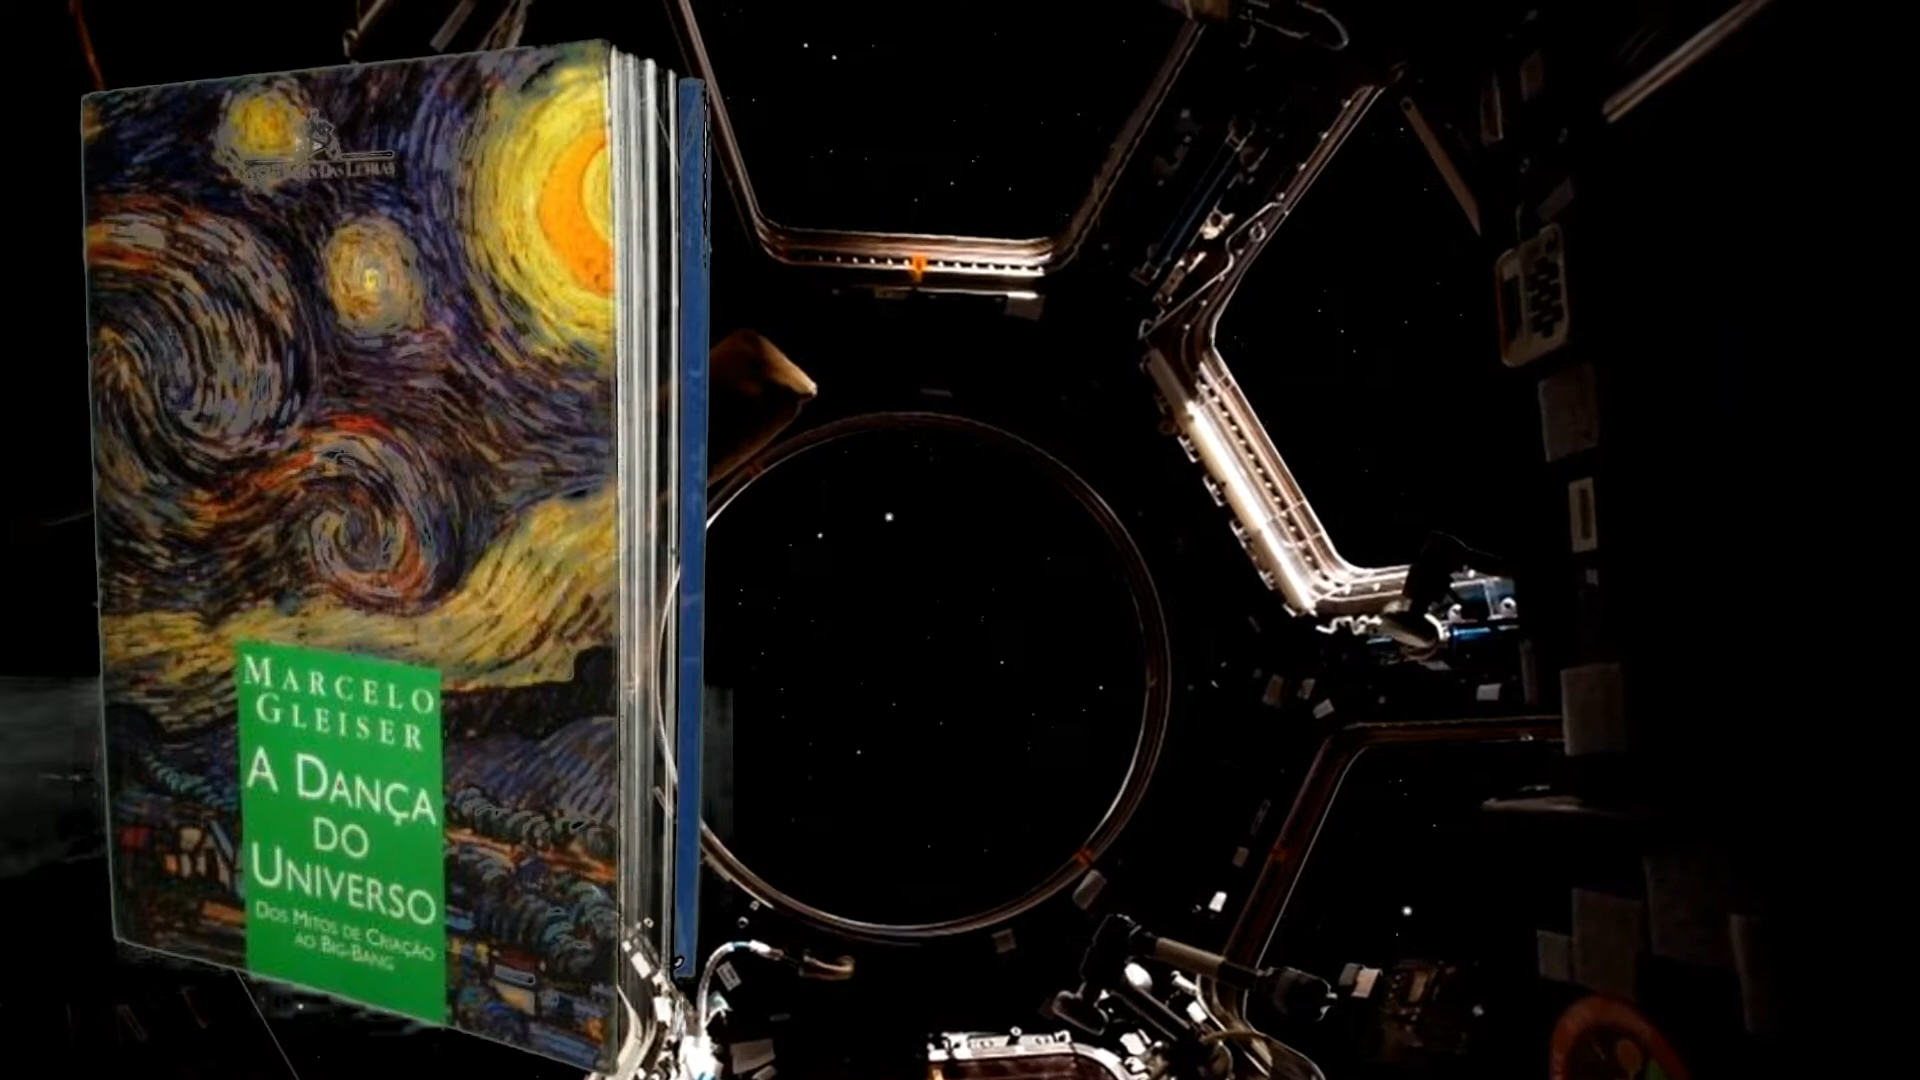 MARCELO
GLEISER
A DANÇA
DO
UNIVERSO
DOS MITOS DE CRIAÇÃO
AO BIG-BANG